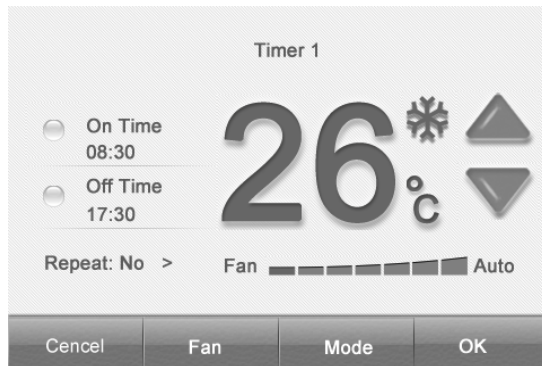 Timer 1
On Time
08:30
Off Time
17:30
26°C
Repeat: No >
Fan
Auto
Cencel
Fan
Mode
OK